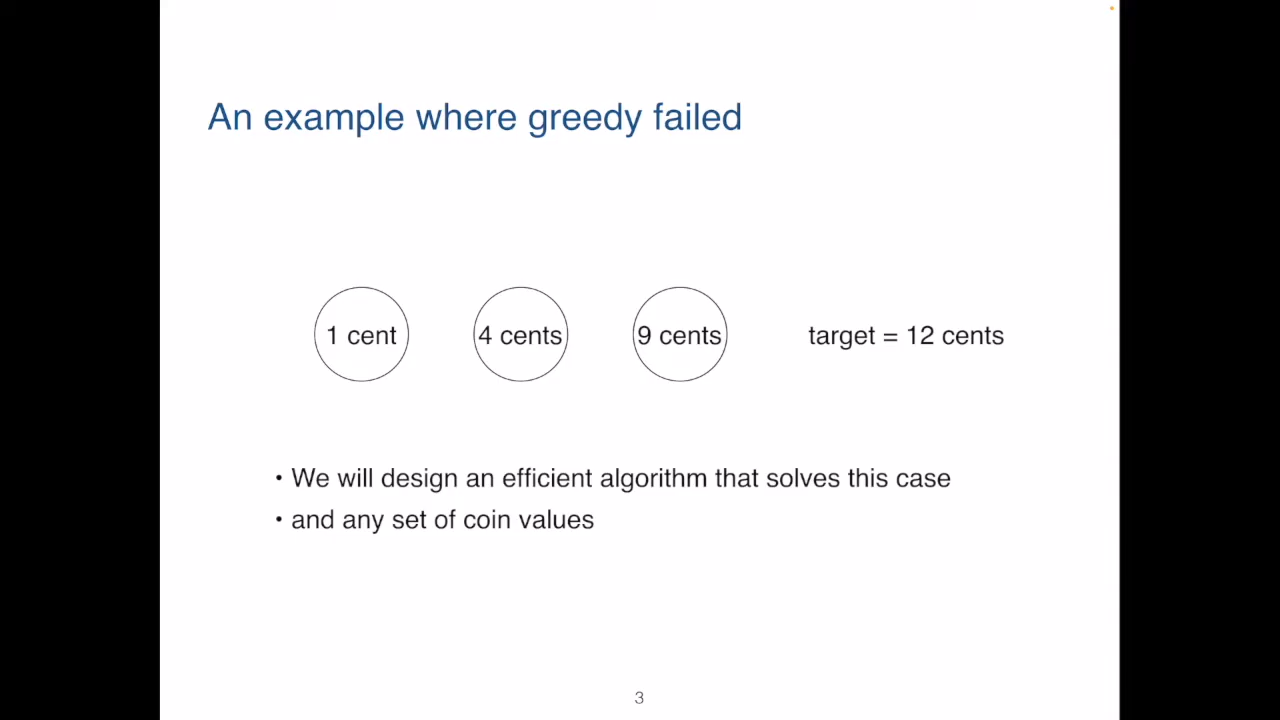 An example where greedy failed
1 cent
4 cents
9 cents
target = 12 cents
• We will design an efficient algorithm that solves this case
• and any set of coin values
3